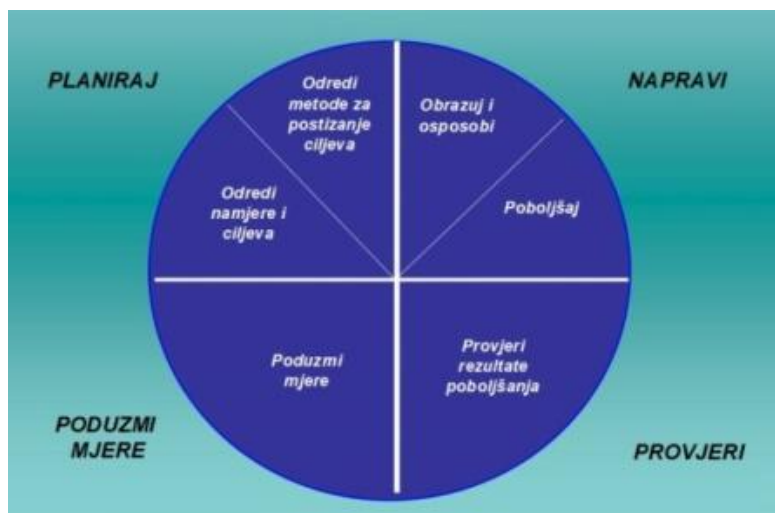 PLANIRAJ
NAPRAVI
Odredi
metode za
postizanje
ciljeva
Obrazuj i
osposobi
Odredi
namjere i
ciljeva
Poboljšaj
Poduzmi
mjere
Provjeri
rezultate
poboljšanja
PODUZMI
MJERE
PROVJERI